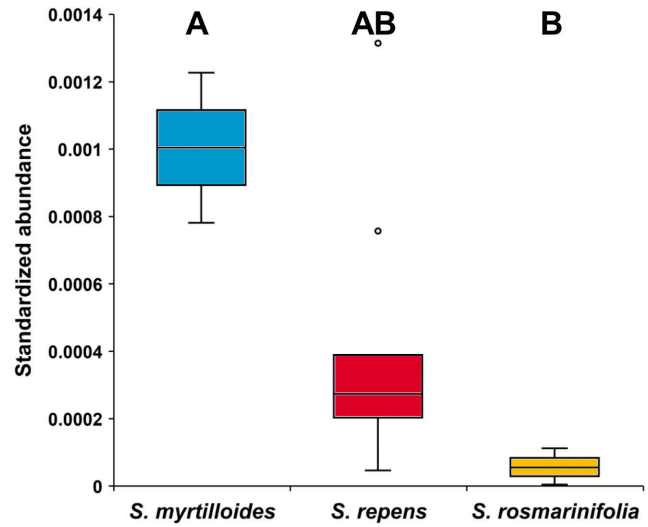 A AB B
Standardized abundance
0.0014
0.0012
0.001
0.0008
0.0006
0.0004
0.0002
0
S. myrtilloides S. repens S. rosmarinifolia